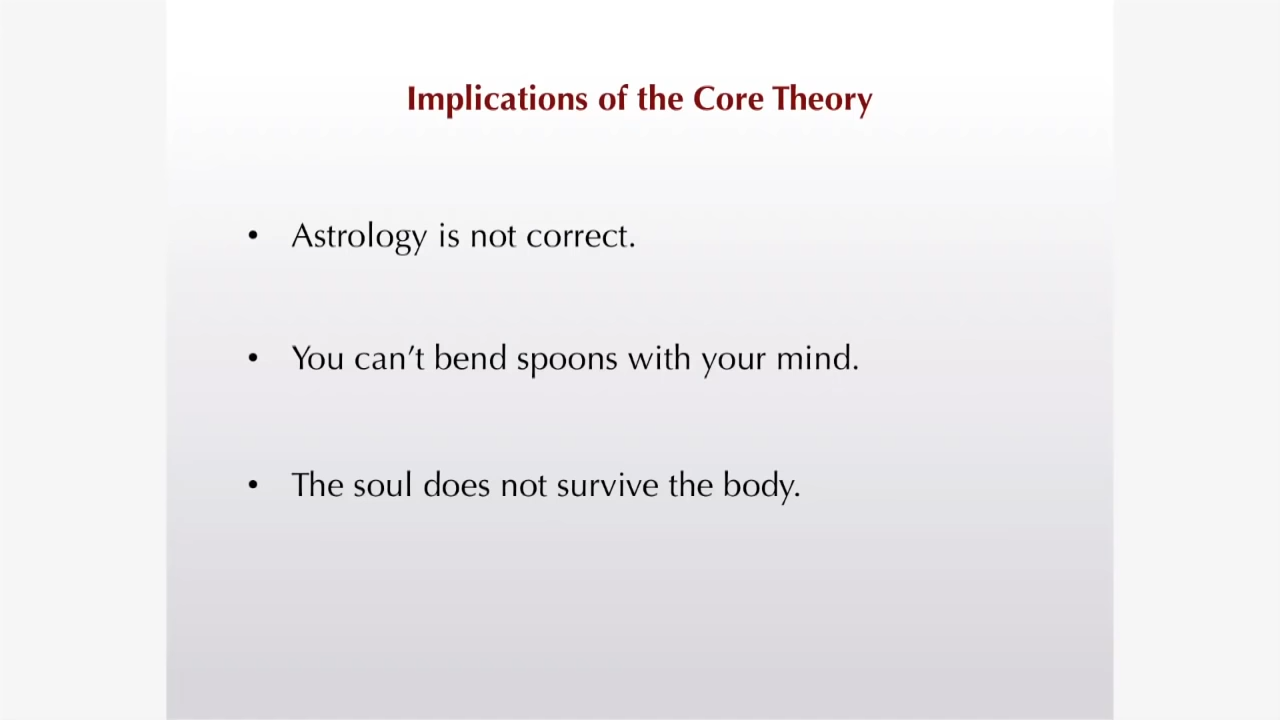 Implications of the Core Theory
• Astrology is not correct.
• You can’t bend spoons with your mind.
• The soul does not survive the body.